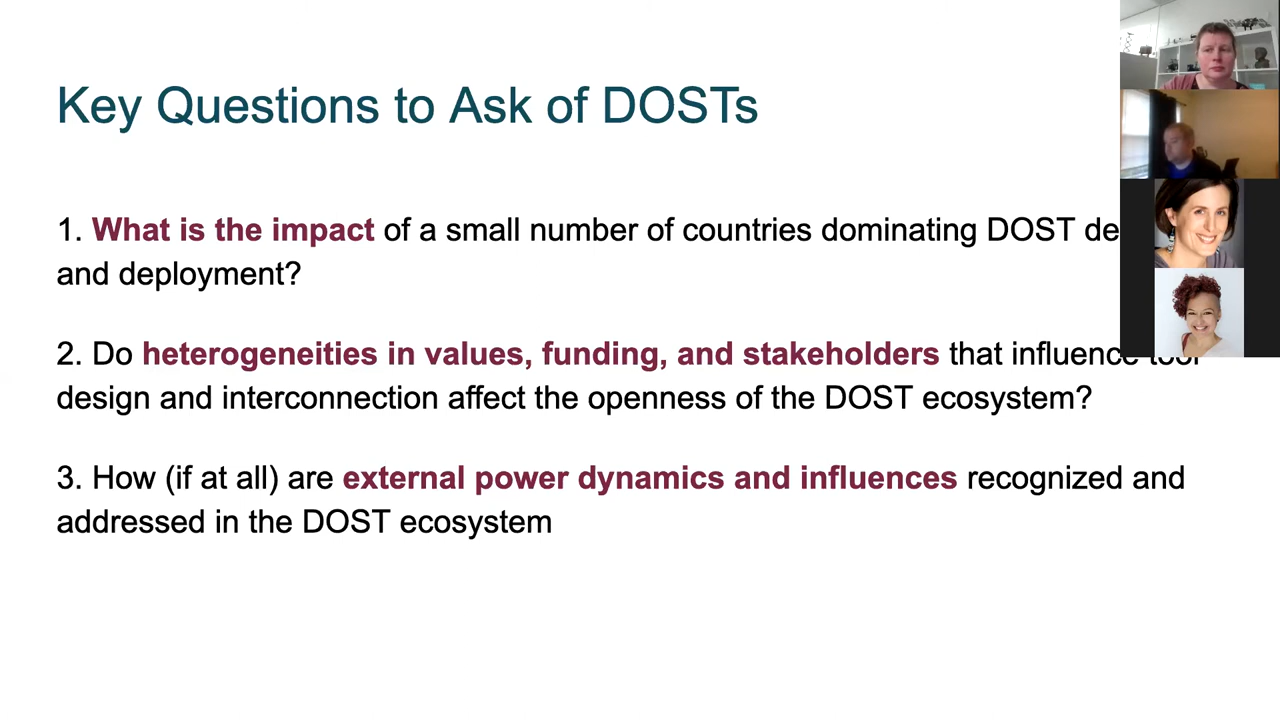 Key Questions to Ask of DOSTs
1. What is the impact of a small number of countries dominating DOST
and deployment?
2. Do heterogeneities in values, funding, and stakeholders that influence
design and interconnection affect the openness of the DOST ecosystem?
3. How (if at all) are external power dynamics and influences recognized and
addressed in the DOST ecosystem